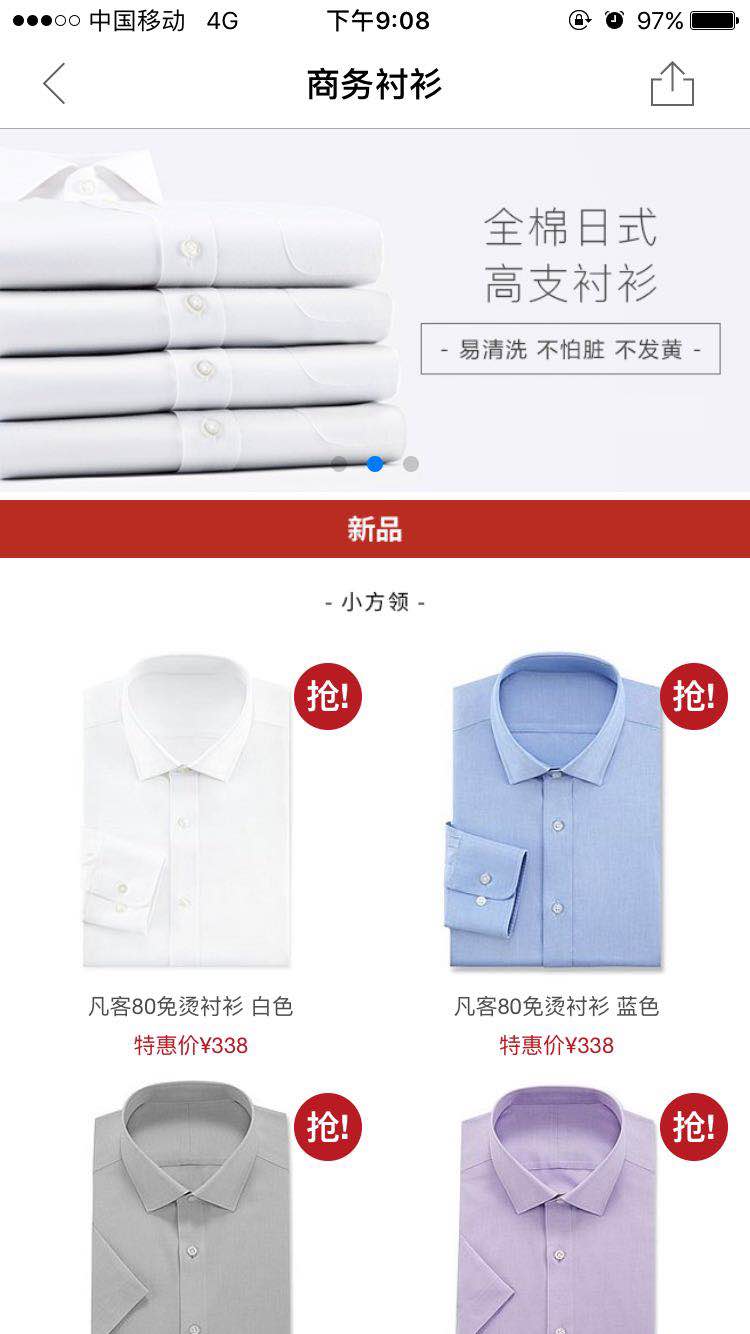 中国移动 4G 下午9:08 97%
商务衬衫
全棉日式
高支衬衫
- 易清洗 不怕脏 不发黄 -
新品
- 小方领 -
抢!
抢!
凡客80免烫衬衫 白色
凡客80免烫衬衫 蓝色
特惠价¥338
特惠价¥338
抢!
抢!